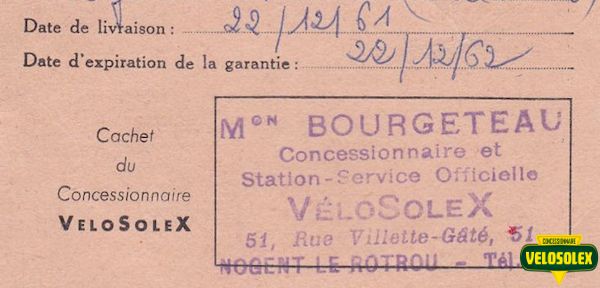 Date de livraison : 22/12/61
Date d'expiration de la garantie : 22/12/62
Cachet
du
Concessionnaire
VELOSOLEX
Mon BOURGETEAU
Concessionnaire et
Station-Service Officielle
VÉLOSOLEX
51, Rue Villette-Gâté, 51
NOGENT LE ROTROU - Tél.
CONCESSIONNAIRE
VELOSOLEX